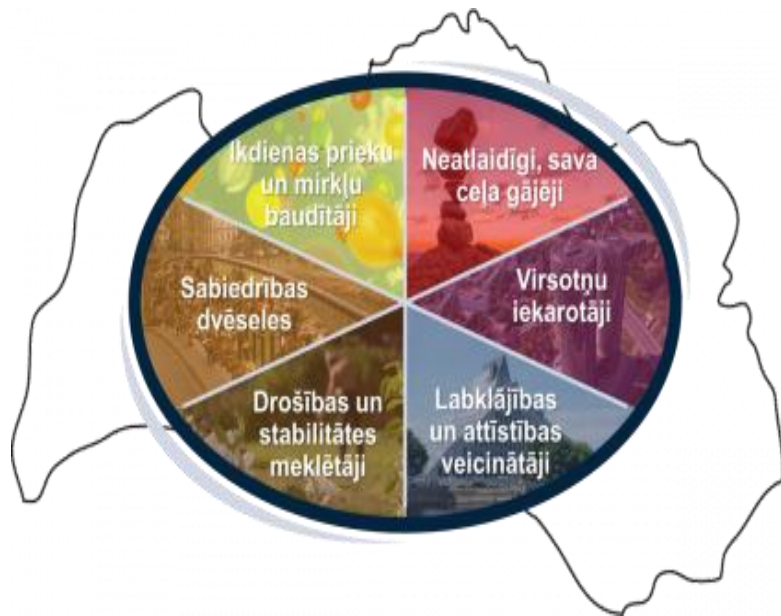 Ikdienas prieku
un mirkļu
baudītāji
Neatlaidīgi, sava
ceļa gājēji
Sabiedrības
dvēseles
Virsotņu
iekarotāji
Drošības un
stabilitātes
meklētāji
Labklājības
un attīstības
veicinātāji